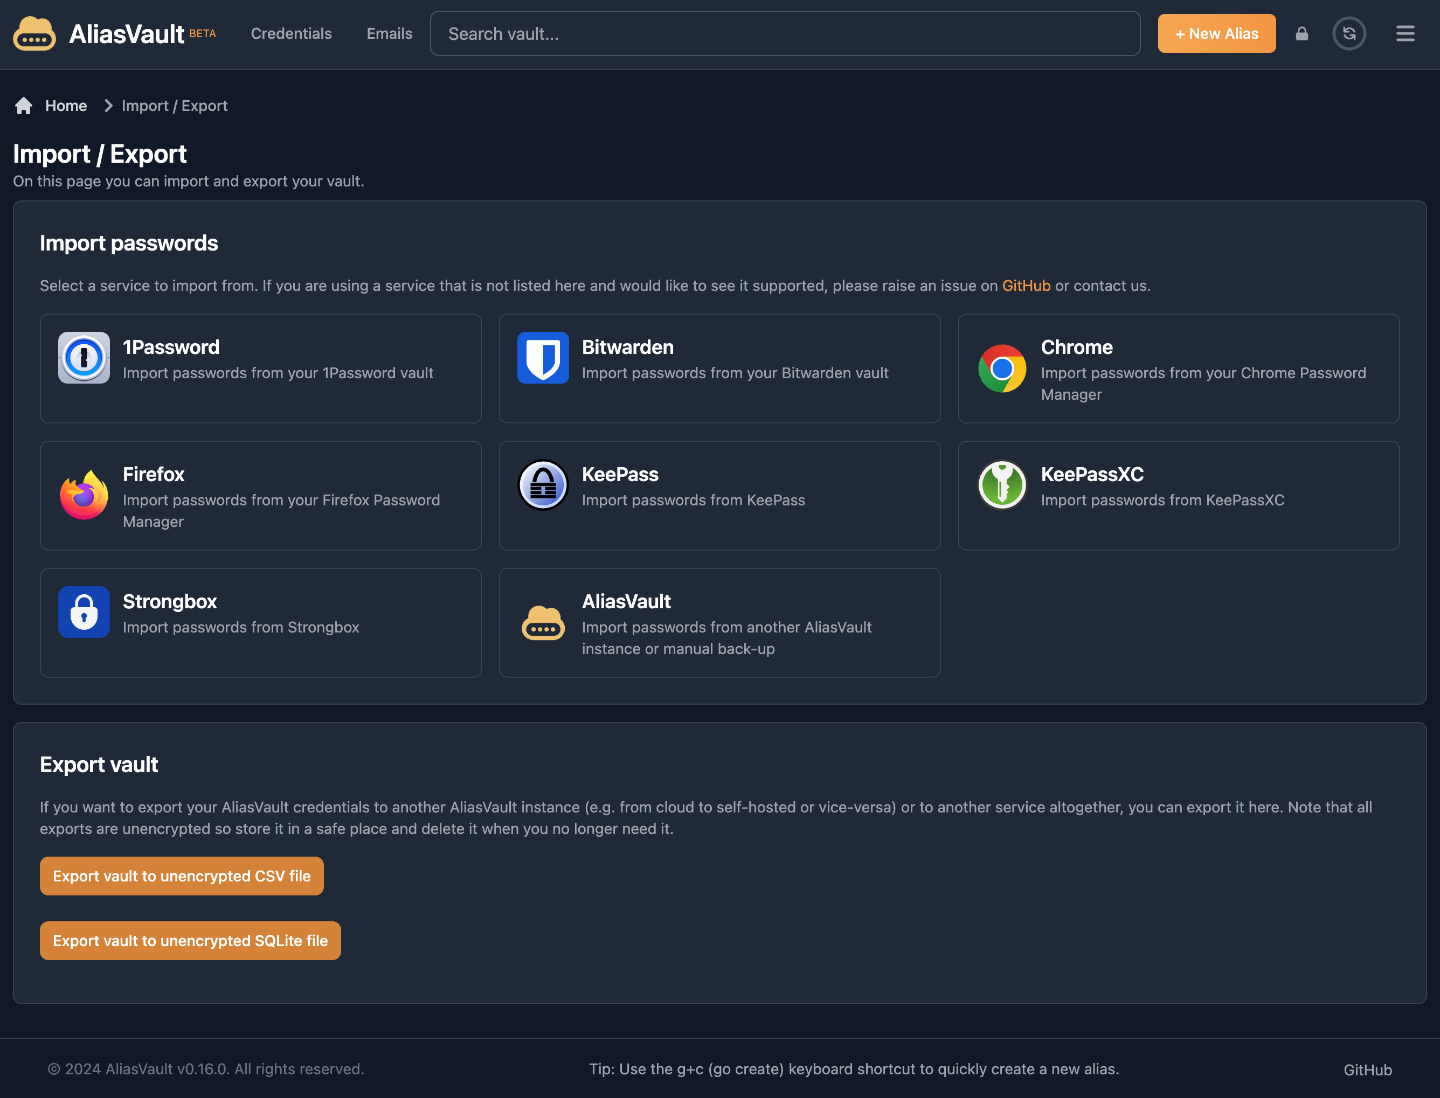 AliasVault BETA
Credentials
Emails
Search vault...
+ New Alias
Home
Import / Export
Import / Export
On this page you can import and export your vault.
Import passwords
Select a service to import from. If you are using a service that is not listed here and would like to see it supported, please raise an issue on GitHub or contact us.
1Password
Import passwords from your 1Password vault
Bitwarden
Import passwords from your Bitwarden vault
Chrome
Import passwords from your Chrome Password
Manager
Firefox
Import passwords from your Firefox Password
Manager
KeePass
Import passwords from KeePass
KeePassXC
Import passwords from KeePassXC
Strongbox
Import passwords from Strongbox
AliasVault
Import passwords from another AliasVault
instance or manual back-up
Export vault
If you want to export your AliasVault credentials to another AliasVault instance (e.g. from cloud to self-hosted or vice-versa) or to another service altogether, you can export it here. Note that all
exports are unencrypted so store it in a safe place and delete it when you no longer need it.
Export vault to unencrypted CSV file
Export vault to unencrypted SQLite file
© 2024 AliasVault v0.16.0. All rights reserved.
Tip: Use the g+c (go create) keyboard shortcut to quickly create a new alias.
GitHub